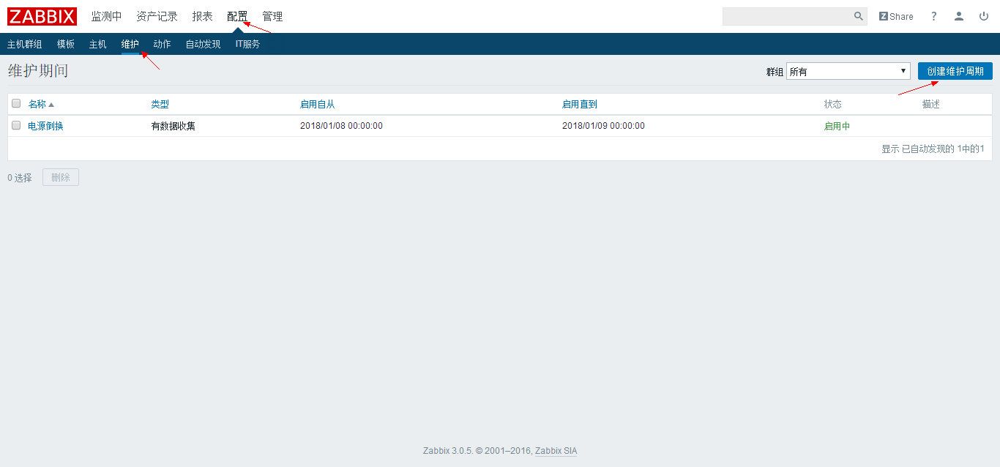 ZABBIX 监测中 资产记录 报表 配置 管理 Z Share ?
主机群组 模板 主机 维护 动作 自动发现 IT服务
维护期间 群组 所有 创建维护周期
名称 类型 启用自从 启用直到 状态 描述
电源倒换 有数据收集 2018/01/08 00:00:00 2018/01/09 00:00:00 启用中
显示 已自动发现的 1中的1
0 选择 删除
Zabbix 3.0.5. © 2001–2016, Zabbix SIA